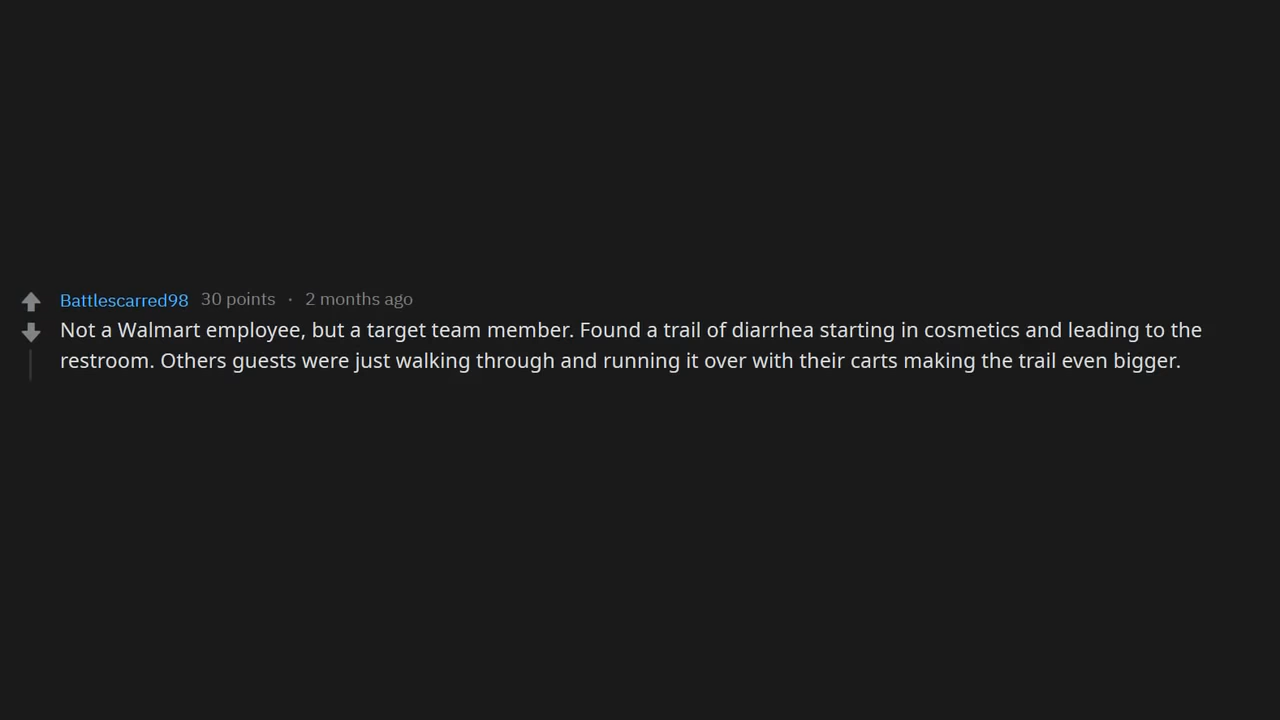 Battlescarred98 30 points · 2 months ago
Not a Walmart employee, but a target team member. Found a trail of diarrhea starting in cosmetics and leading to the
restroom. Others guests were just walking through and running it over with their carts making the trail even bigger.